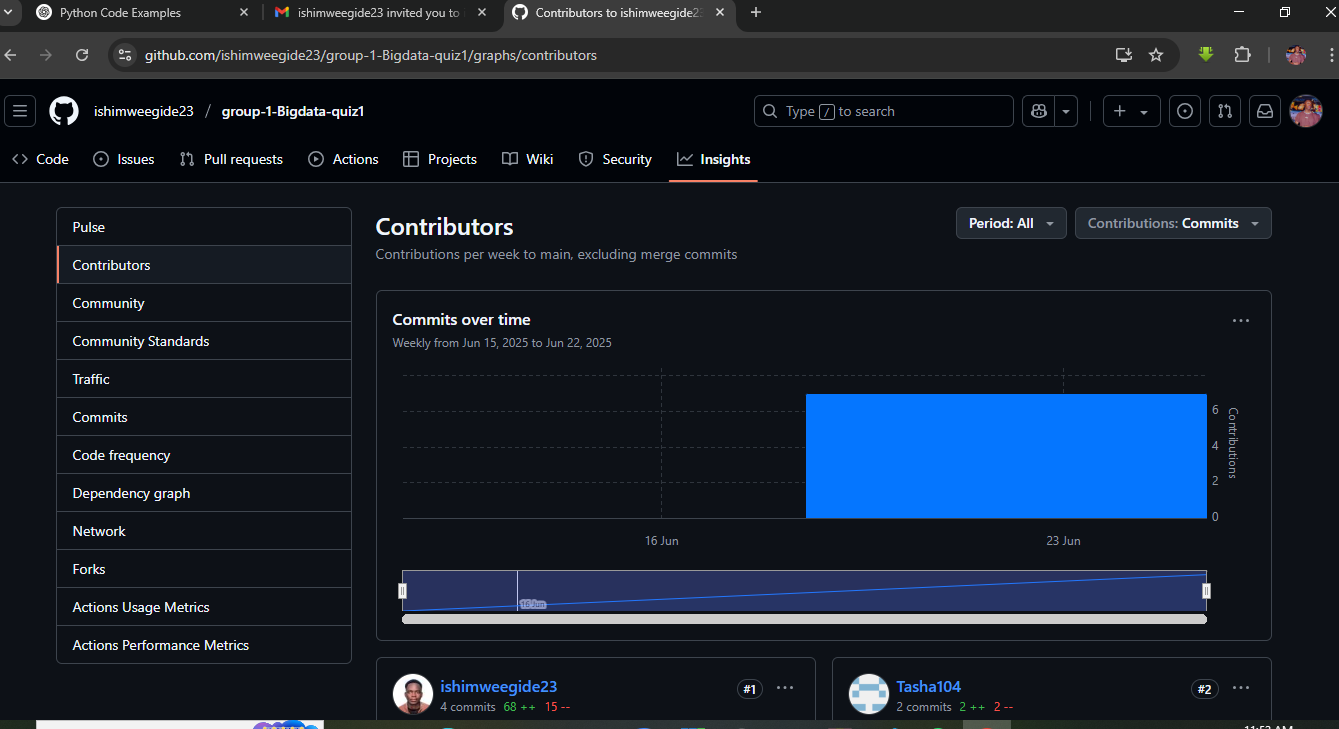 Python Code Examples
ishimweegide23 invited you to
Contributors to ishimweegide23
github.com/ishimweegide23/group-1-Bigdata-quiz1/graphs/contributors
ishimweegide23 / group-1-Bigdata-quiz1
Type / to search
Code Issues Pull requests Actions Projects Wiki Security Insights
Pulse
Contributors
Community
Community Standards
Traffic
Commits
Code frequency
Dependency graph
Network
Forks
Actions Usage Metrics
Actions Performance Metrics
Contributors
Contributions per week to main, excluding merge commits
Period: All
Contributions: Commits
Commits over time
Weekly from Jun 15, 2025 to Jun 22, 2025
6
4
2
0
Contributions
16 Jun
23 Jun
16 Jun
ishimweegide23
#1
4 commits 68 ++ 15 --
Tasha104
#2
2 commits 2 ++ 2 --